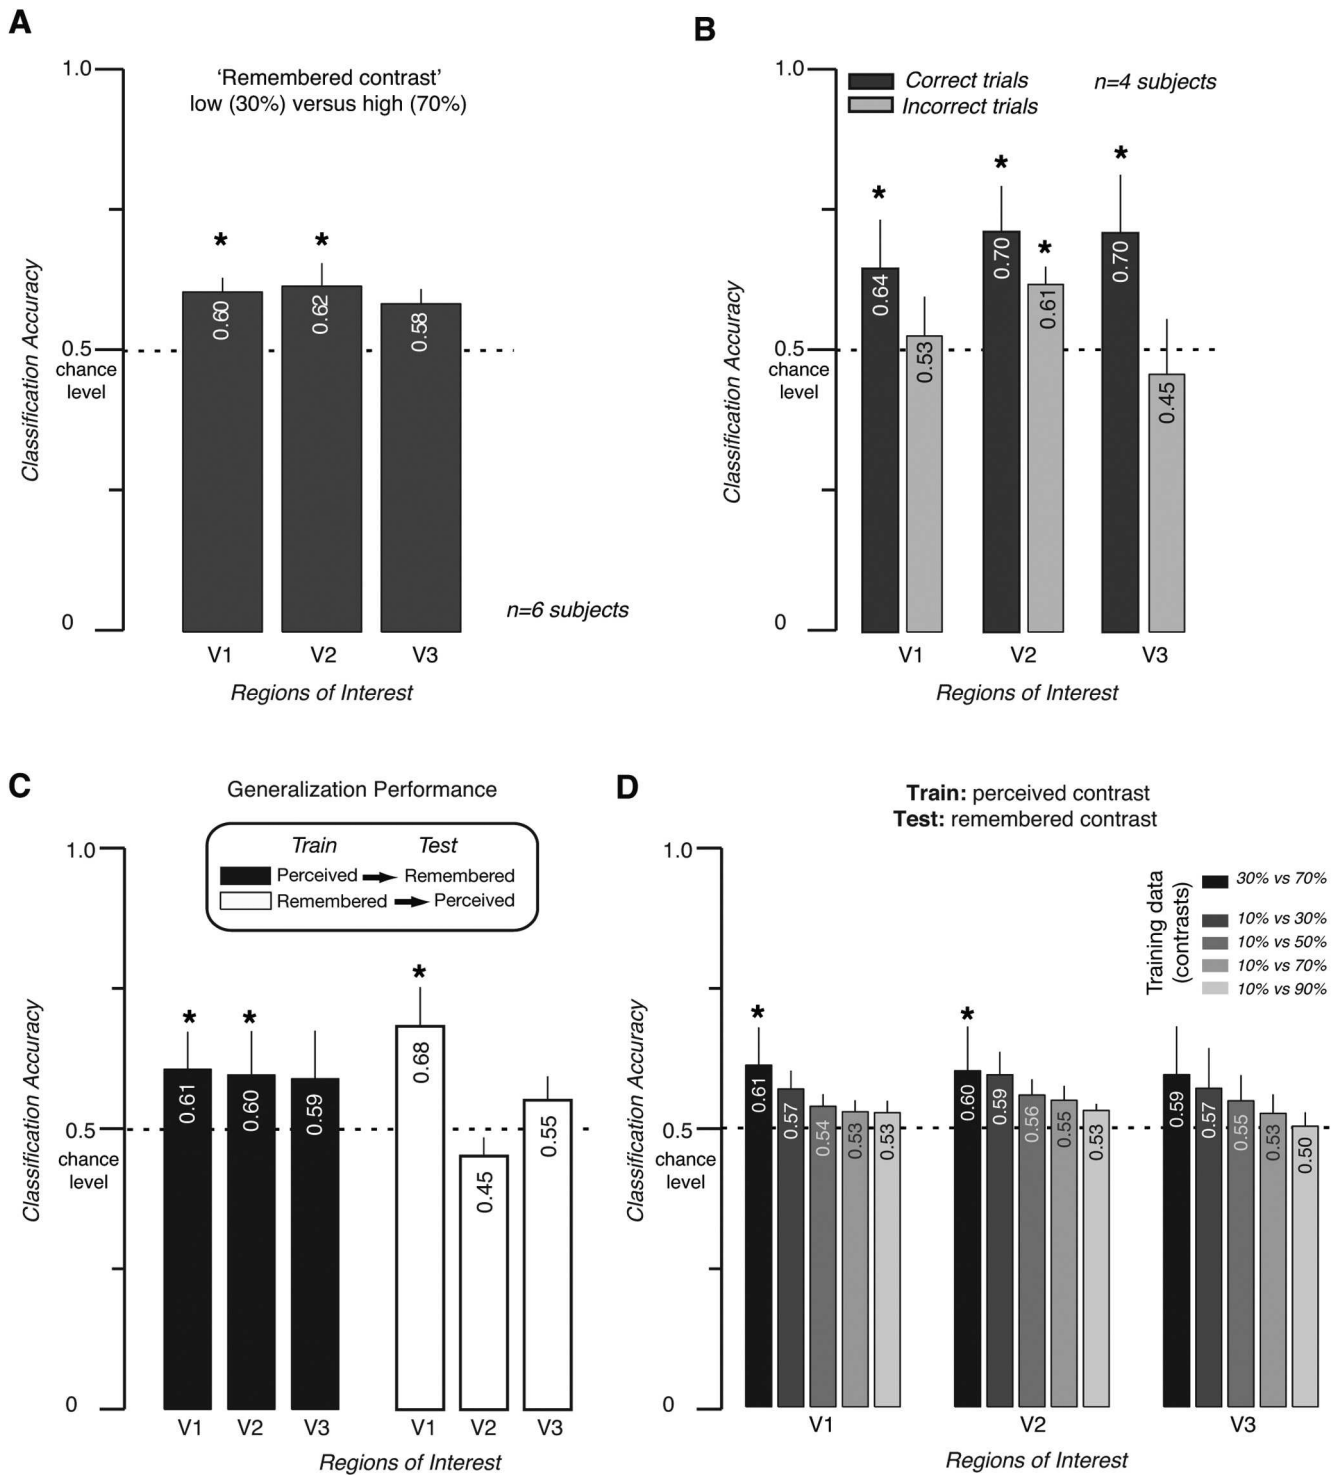 A
‘Remembered contrast’
low (30%) versus high (70%)
1.0
0.5
chance
level
0
Classification Accuracy
*
*
0.60
0.62
0.58
n=6 subjects
V1
V2
V3
Regions of Interest
B
Correct trials
Incorrect trials
n=4 subjects
1.0
0.5
chance
level
0
Classification Accuracy
*
*
*
*
0.64
0.53
0.70
0.61
0.70
0.45
V1
V2
V3
Regions of Interest
C
Generalization Performance
Train Test
Perceived Remembered
Remembered Perceived
1.0
0.5
chance
level
0
Classification Accuracy
*
*
*
0.61
0.60
0.59
0.68
0.45
0.55
V1 V2 V3 V1 V2 V3
Regions of Interest
D
Train: perceived contrast
Test: remembered contrast
Training data
(contrasts)
30% vs 70%
10% vs 30%
10% vs 50%
10% vs 70%
10% vs 90%
1.0
0.5
chance
level
0
Classification Accuracy
*
*
0.61
0.57
0.54
0.53
0.53
0.60
0.59
0.56
0.55
0.53
0.59
0.57
0.55
0.53
0.50
V1
V2
V3
Regions of Interest